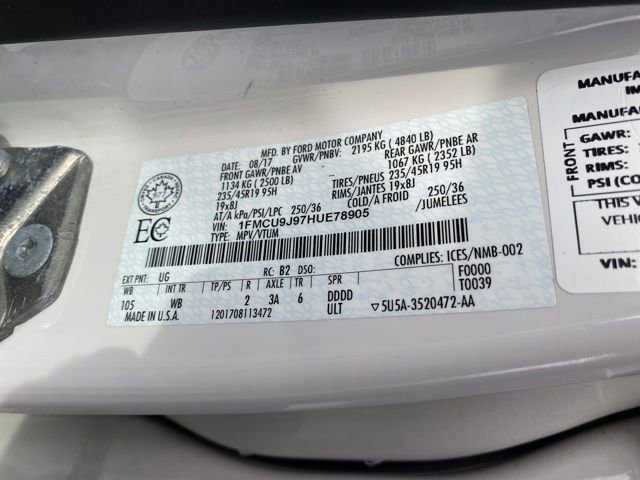 MFD. BY FORD MOTOR COMPANY
DATE: 08/17 GVWR/PNBV: 2195 KG (4840 LB)
FRONT GAWR/PNBE AV REAR GAWR/PNBE AR
1134 KG (2500 LB) 1067 KG (2352 LB)
235/45R19 95H TIRES/PNEUS 235/45R19 95H
19x8J RIMS/JANTES 19x8J
AT/A kPa/PSI/LPC 250/36 COLD/A FROID 250/36
VIN: 1FMCU9J97HUE78905 /JUMELEES
TYPE: MPV/VTUM
EC
COMPLIES: ICES/NMB-002
EXT PNT: UG RC: B2 DSO: F0000
WB INT TR TP/PS R AXLE TR SPR T0039
105 WB 2 3A 6 DDDD
MADE IN U.S.A. 1201708113472 ULT ▽5U5A-3520472-AA
MANUFA
IM
MANUFA
FRONT
GAWR:
TIRES:
RIMS:
PSI (CO
THIS V
VEHIC
VIN: